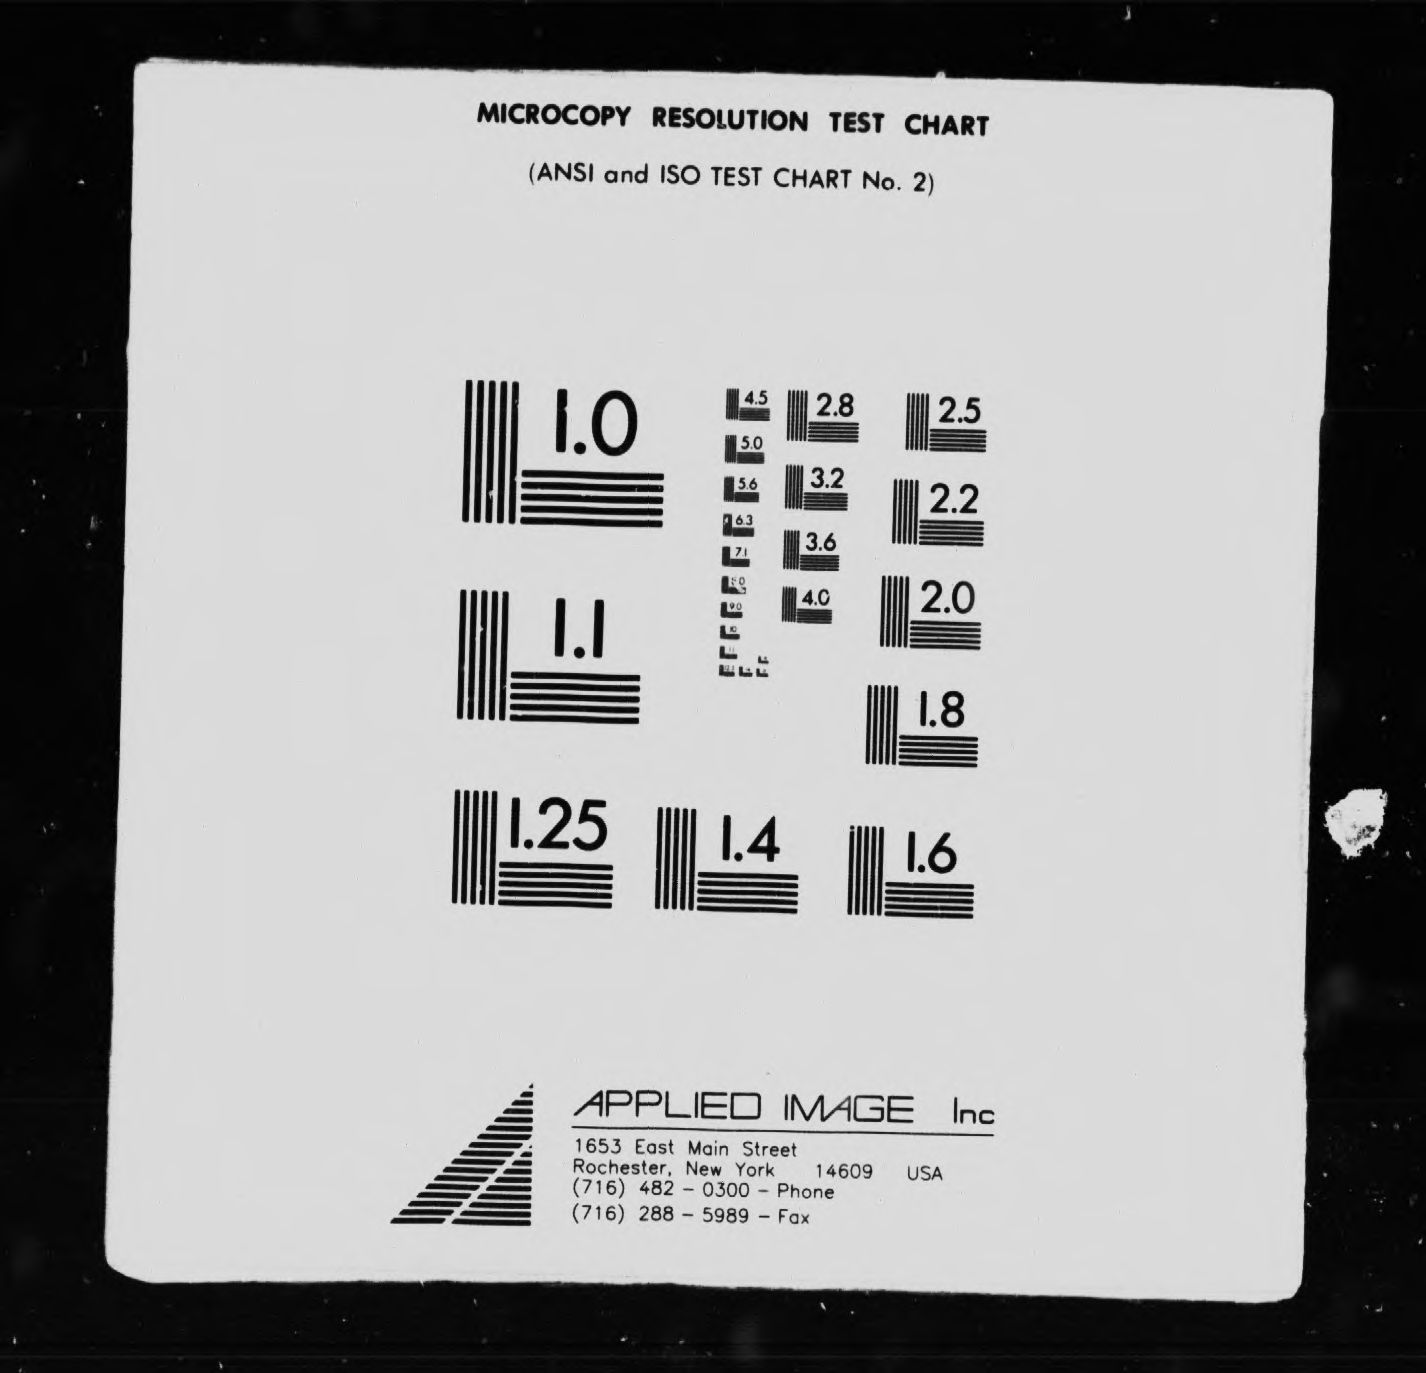 MICROCOPY RESOLUTION TEST CHART
(ANSI and ISO TEST CHART No. 2)
1.0
1.1
1.25
1.4
1.6
1.8
2.0
2.2
2.5
2.8
3.2
3.6
4.0
4.5
5.0
5.6
6.3
7.1
9.0
10
APPLIED IMAGE Inc
1653 East Main Street
Rochester, New York 14609 USA
(716) 482 - 0300 - Phone
(716) 288 - 5989 - Fax